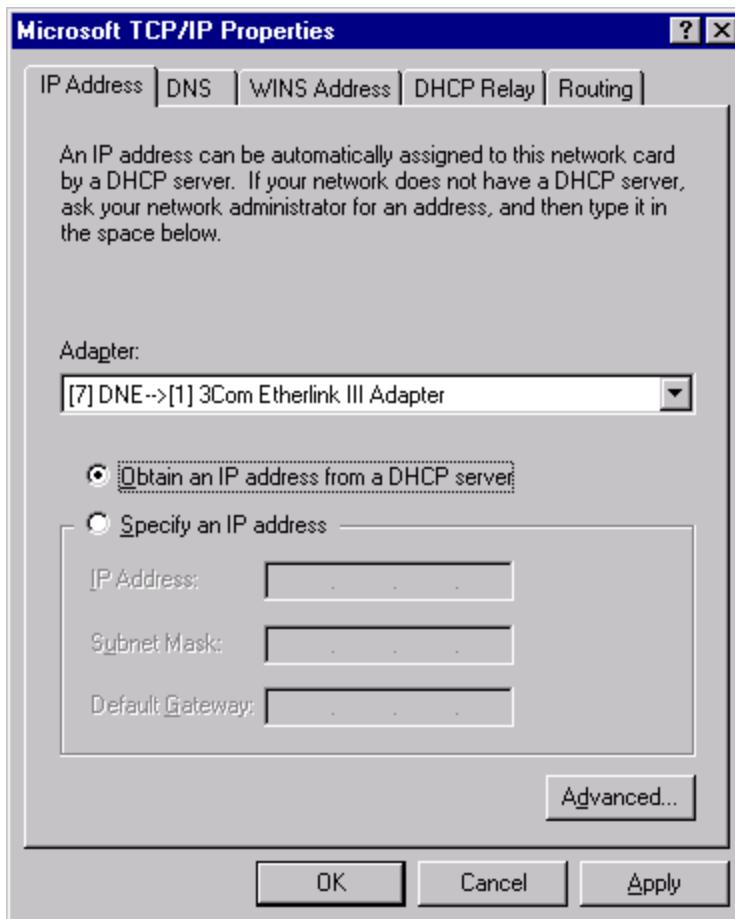 Microsoft TCP/IP Properties
IP Address DNS WINS Address DHCP Relay Routing
An IP address can be automatically assigned to this network card
by a DHCP server. If your network does not have a DHCP server,
ask your network administrator for an address, and then type it in
the space below.
Adapter:
[7] DNE-->[1] 3Com Etherlink III Adapter
Obtain an IP address from a DHCP server
Specify an IP address
IP Address:
Subnet Mask:
Default Gateway:
Advanced...
OK Cancel Apply